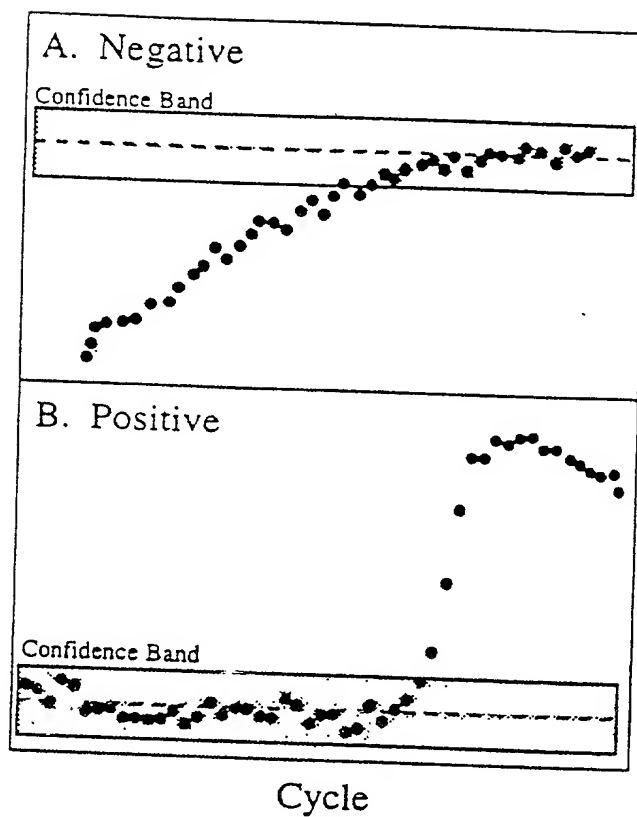 A. Negative
Confidence Band
B. Positive
Confidence Band
Cycle